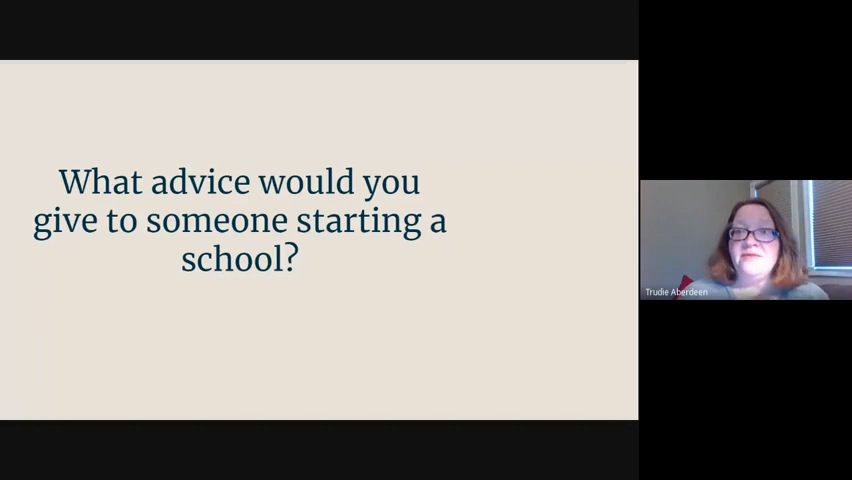 What advice would you
give to someone starting a
school?
Trudie Aberdeen